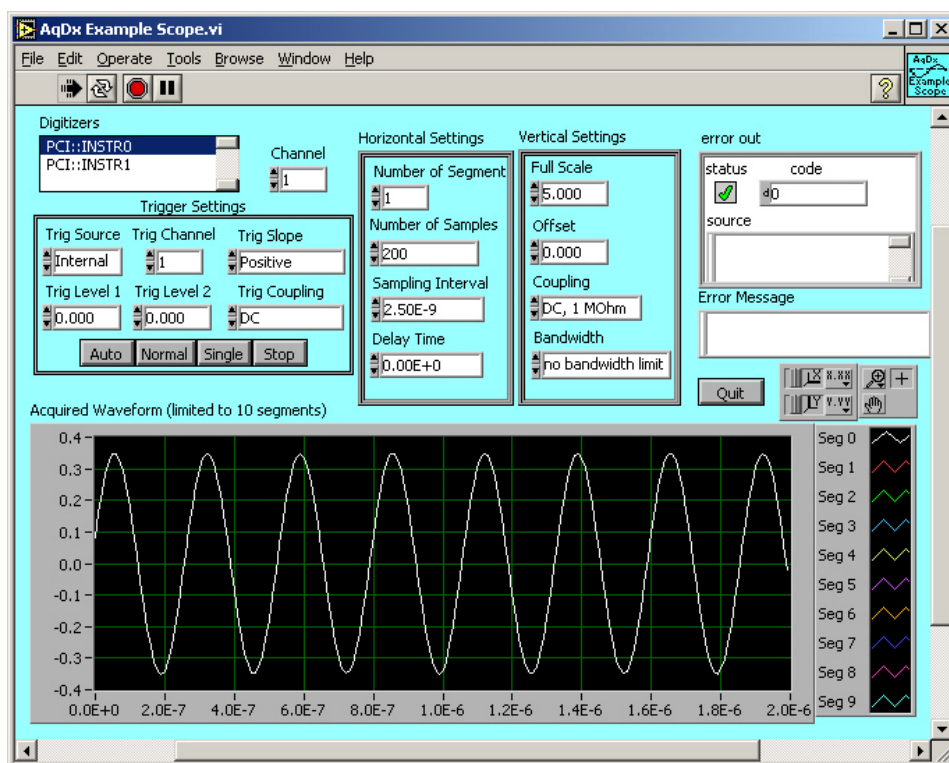 AqDx Example Scope.vi
File Edit Operate Tools Browse Window Help
AqDx
Example
Scope
Digitizers
PCI::INSTR0
PCI::INSTR1
Channel
1
Trigger Settings
Trig Source Trig Channel Trig Slope
Internal 1 Positive
Trig Level 1 Trig Level 2 Trig Coupling
0.000 0.000 DC
Auto Normal Single Stop
Horizontal Settings
Number of Segment
1
Number of Samples
200
Sampling Interval
2.50E-9
Delay Time
0.00E+0
Vertical Settings
Full Scale
5.000
Offset
0.000
Coupling
DC, 1 MOhm
Bandwidth
no bandwidth limit
error out
status code
d0
source
Error Message
Quit
X X.XX
Y Y.YY
Acquired Waveform (limited to 10 segments)
0.4
0.3
0.2
0.1
0.0
-0.1
-0.2
-0.3
-0.4
0.0E+0 2.0E-7 4.0E-7 6.0E-7 8.0E-7 1.0E-6 1.2E-6 1.4E-6 1.6E-6 1.8E-6 2.0E-6
Seg 0
Seg 1
Seg 2
Seg 3
Seg 4
Seg 5
Seg 6
Seg 7
Seg 8
Seg 9